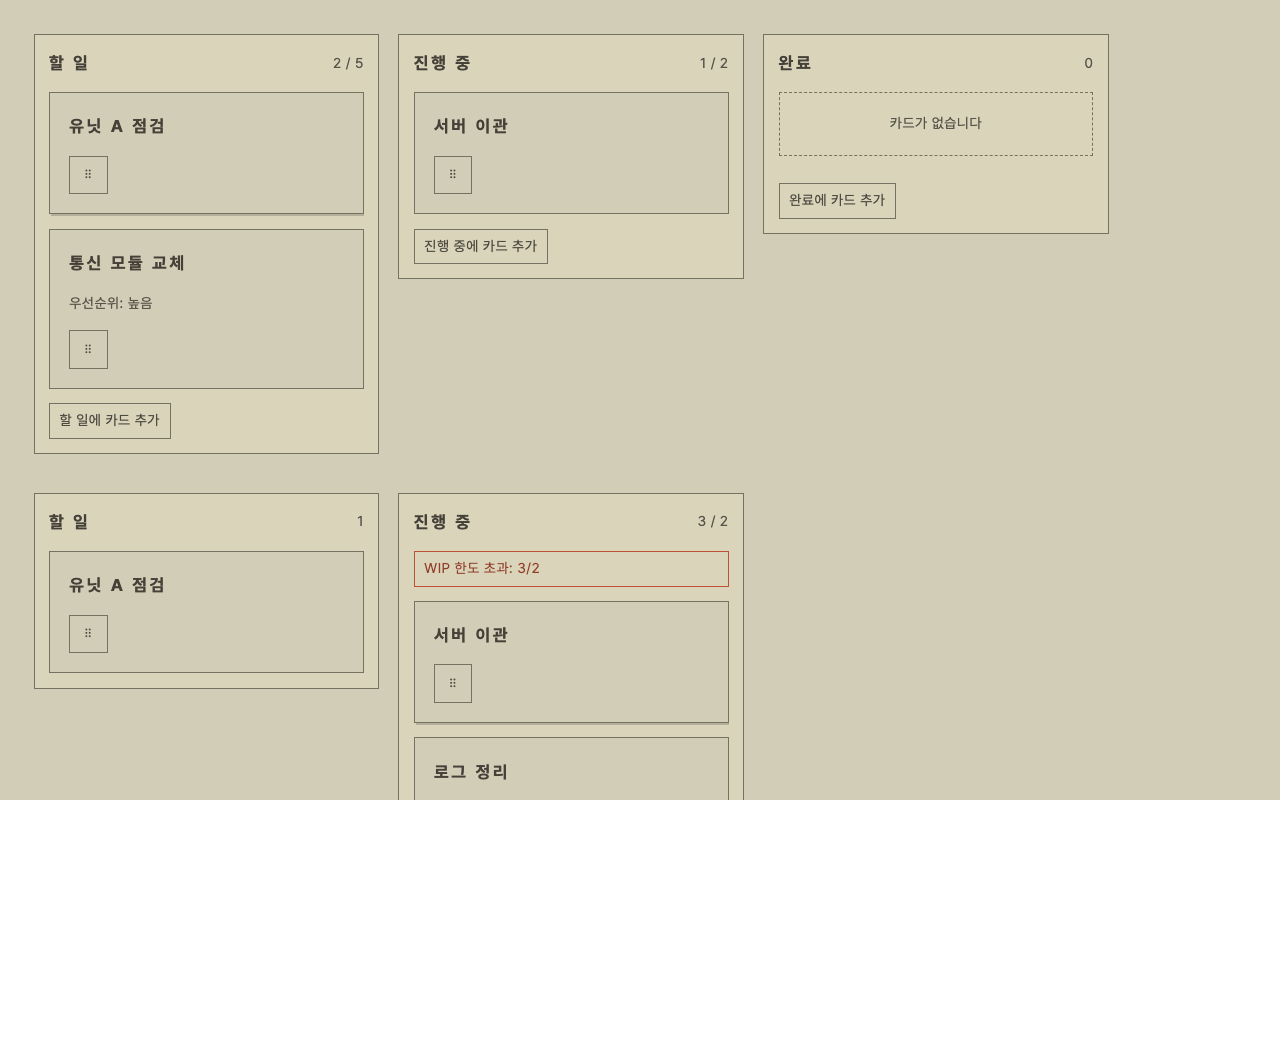 할 일
2 / 5
유닛 A 점검
통신 모듈 교체
우선순위: 높음
할 일에 카드 추가
진행 중
1 / 2
서버 이관
진행 중에 카드 추가
완료
0
카드가 없습니다
완료에 카드 추가
할 일
1
유닛 A 점검
진행 중
3 / 2
WIP 한도 초과: 3/2
서버 이관
로그 정리